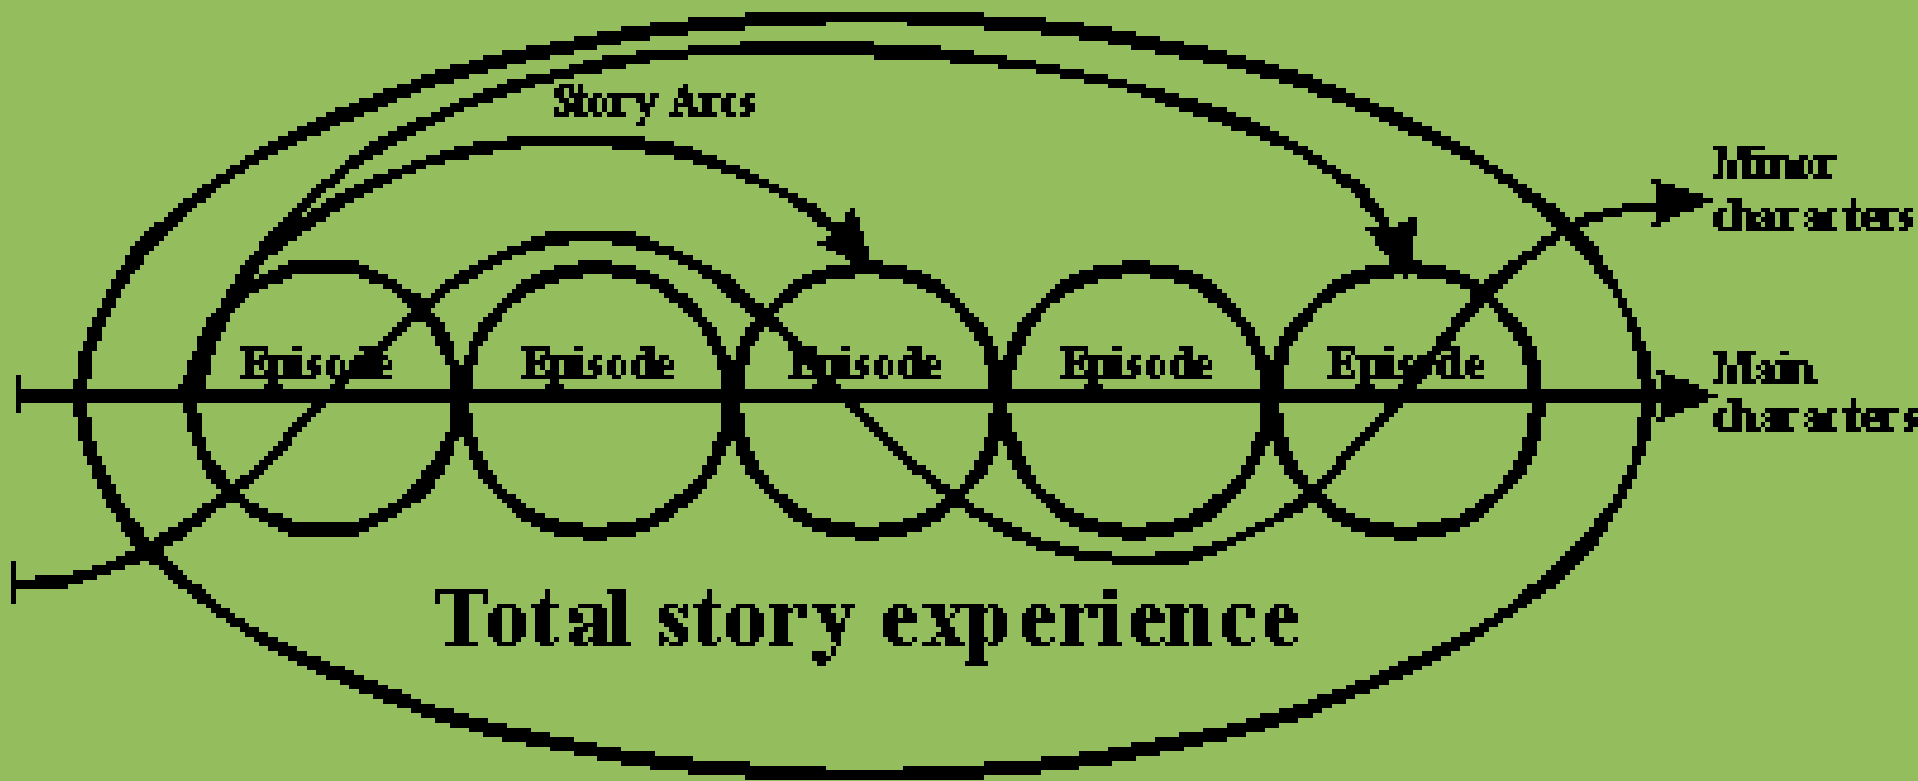 Story Arcs
Minor
characters
Episode
Episode
Episode
Episode
Episode
Main
characters
Total story experience